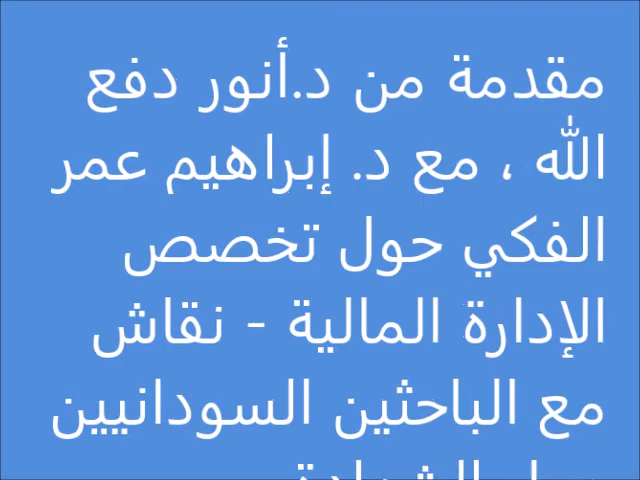 مقدمة من د.أنور دفع
الله ، مع د. إبراهيم عمر
الفكي حول تخصص
الإدارة المالية - نقاش
مع الباحثين السودانيين